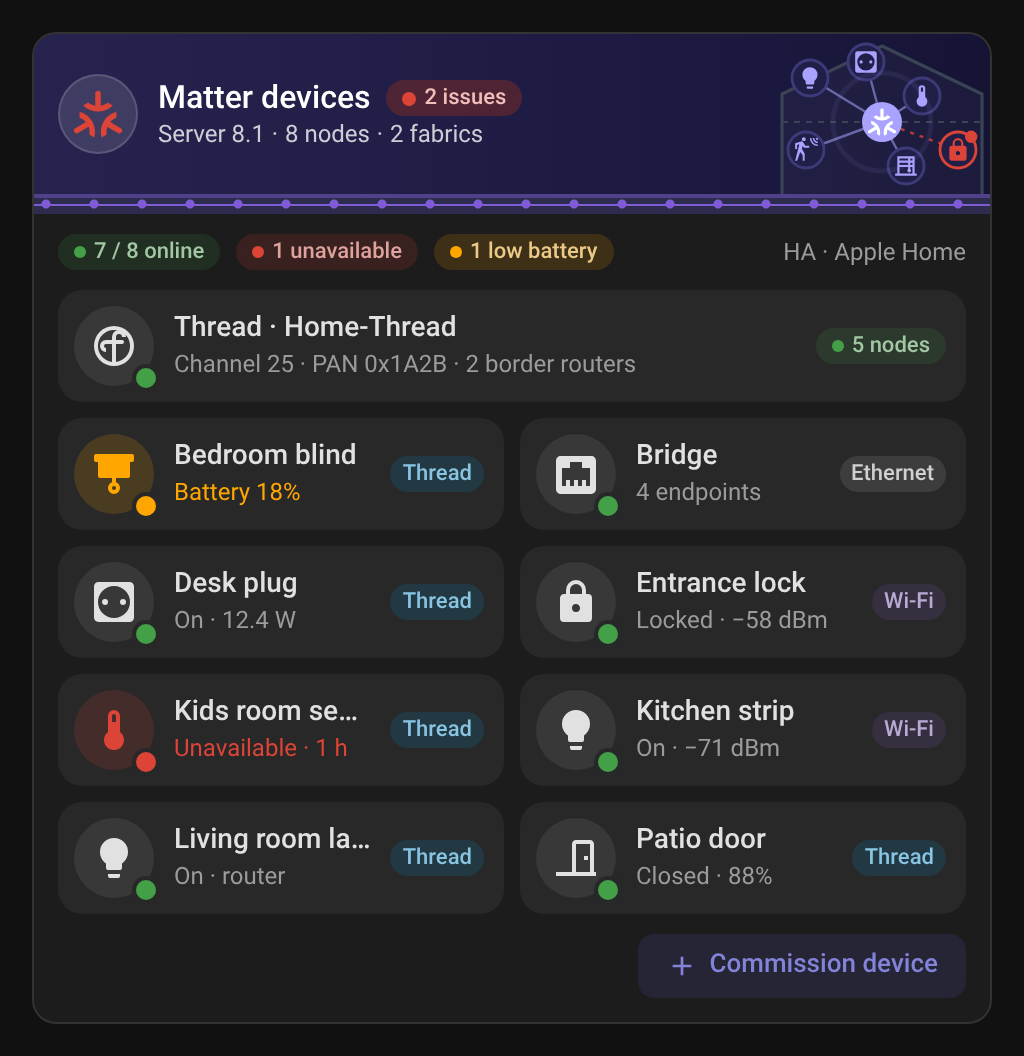 Matter devices
2 issues
Server 8.1 · 8 nodes · 2 fabrics
7 / 8 online
1 unavailable
1 low battery
HA · Apple Home
Thread · Home-Thread
Channel 25 · PAN 0x1A2B · 2 border routers
5 nodes
Bedroom blind
Battery 18%
Thread
Bridge
4 endpoints
Ethernet
Desk plug
On · 12.4 W
Thread
Entrance lock
Locked · −58 dBm
Wi-Fi
Kids room se...
Unavailable · 1 h
Thread
Kitchen strip
On · −71 dBm
Wi-Fi
Living room la...
On · router
Thread
Patio door
Closed · 88%
Thread
+ Commission device